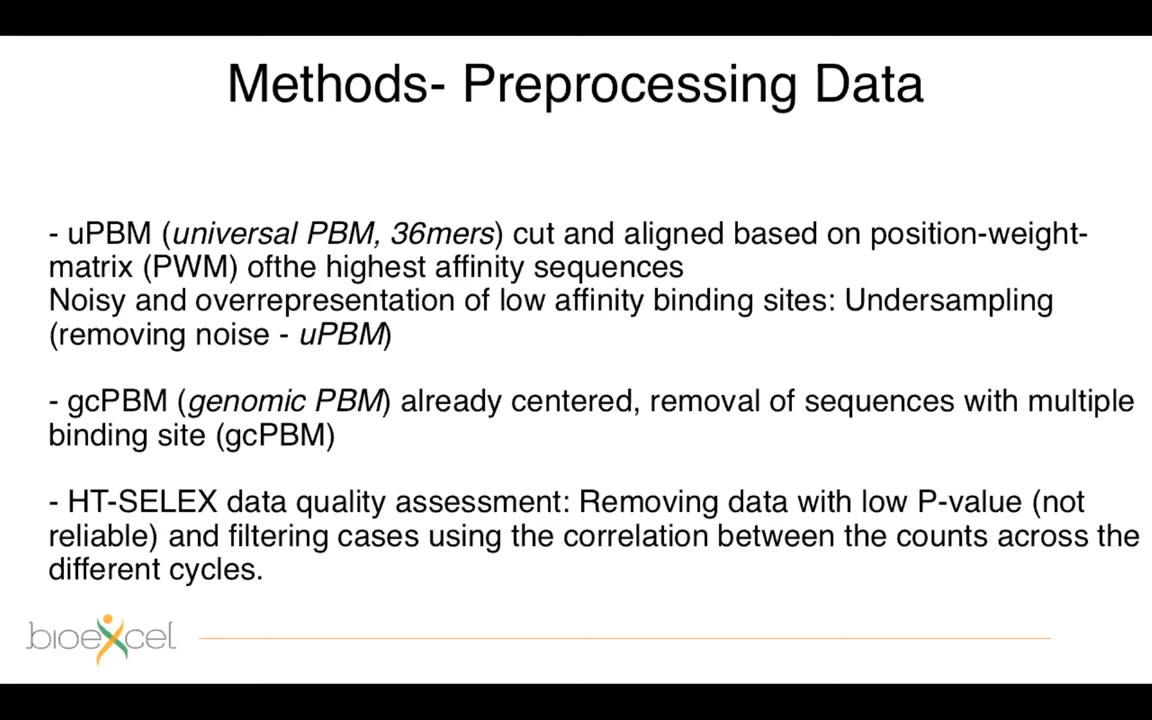 Methods- Preprocessing Data
- uPBM (universal PBM, 36mers) cut and aligned based on position-weight-
matrix (PWM) ofthe highest affinity sequences
Noisy and overrepresentation of low affinity binding sites: Undersampling
(removing noise - uPBM)
- gcPBM (genomic PBM) already centered, removal of sequences with multiple
binding site (gcPBM)
- HT-SELEX data quality assessment: Removing data with low P-value (not
reliable) and filtering cases using the correlation between the counts across the
different cycles.
bioexcel